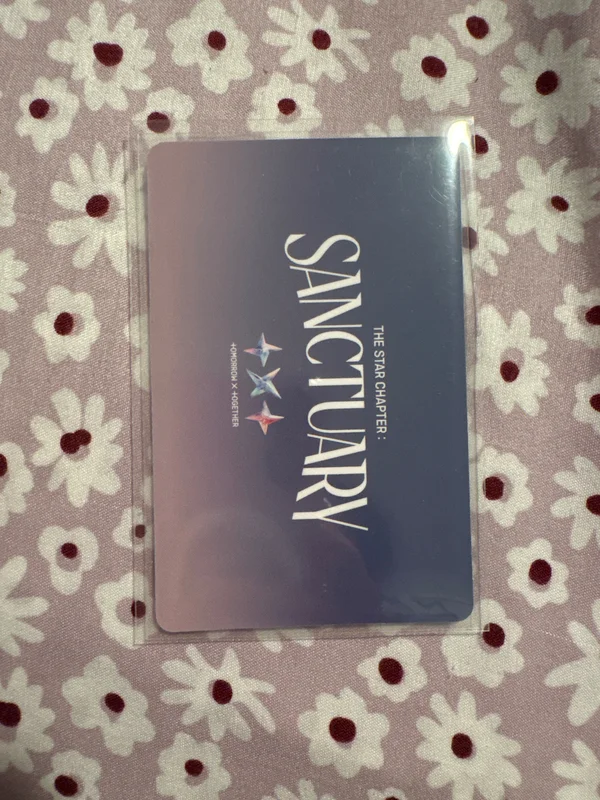 THE STAR CHAPTER :
SANCTUARY
TOMORROW X TOGETHER